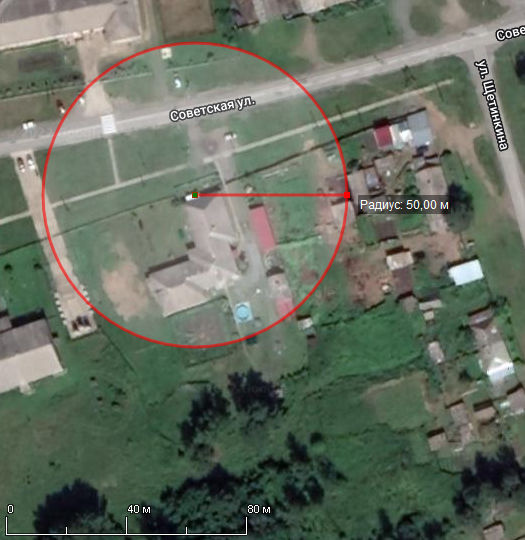 Сове
Советская ул.
ул. Щетинкина
Радиус: 50,00 м
0 40 м 80 м